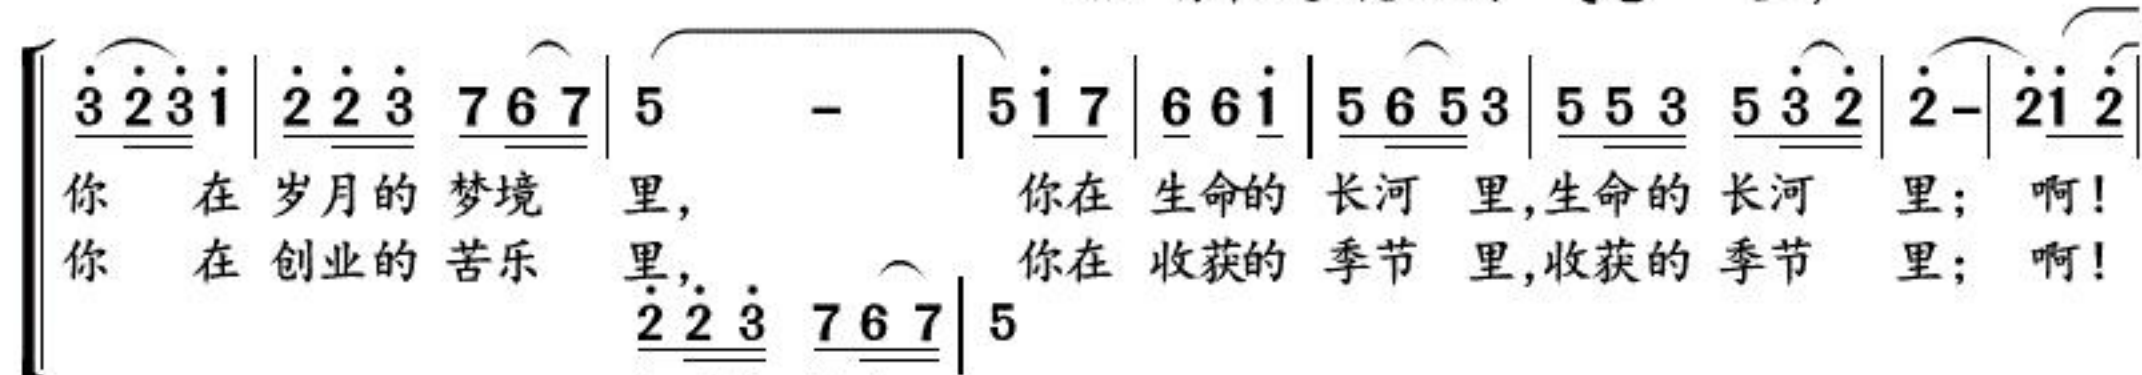 3̇ 2̇ 3̇ 1̇ | 2̇ 2̇ 3̇ 7 6 7 | 5 – | 5 1̇ 7 | 6 6 1̇ | 5 6 5 3 | 5 5 3 5 3̇ 2̇ | 2̇ – | 2̇ 1̇ 2̇ |
你 在 岁月的 梦境 里, 你在 生命的 长河 里,生命的 长河 里; 啊!
你 在 创业的 苦乐 里, 你在 收获的 季节 里,收获的 季节 里; 啊!
2̇ 2̇ 3̇ 7 6 7 | 5